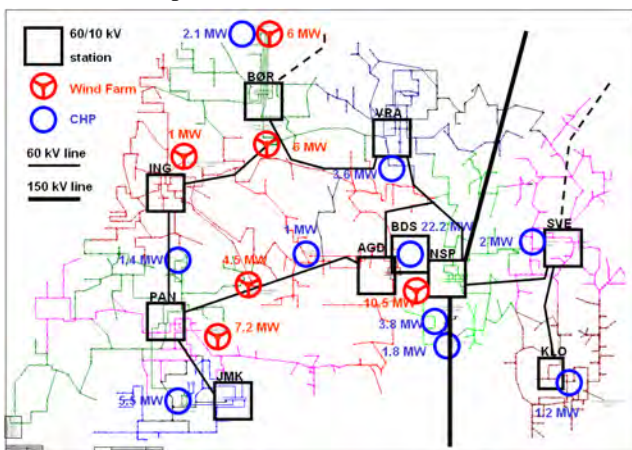 60/10 kV
station
Wind Farm
CHP
60 kV line
150 kV line
2.1 MW
6 MW
BØR
VRA
1 MW
6 MW
ING
3.6 MW
1 MW
AGD
BDS
22.2 MW
NSP
2 MW
SVE
1.4 MW
4.5 MW
PAN
10.5 MW
7.2 MW
3.8 MW
1.8 MW
KLO
JMK
5.5 MW
1.2 MW